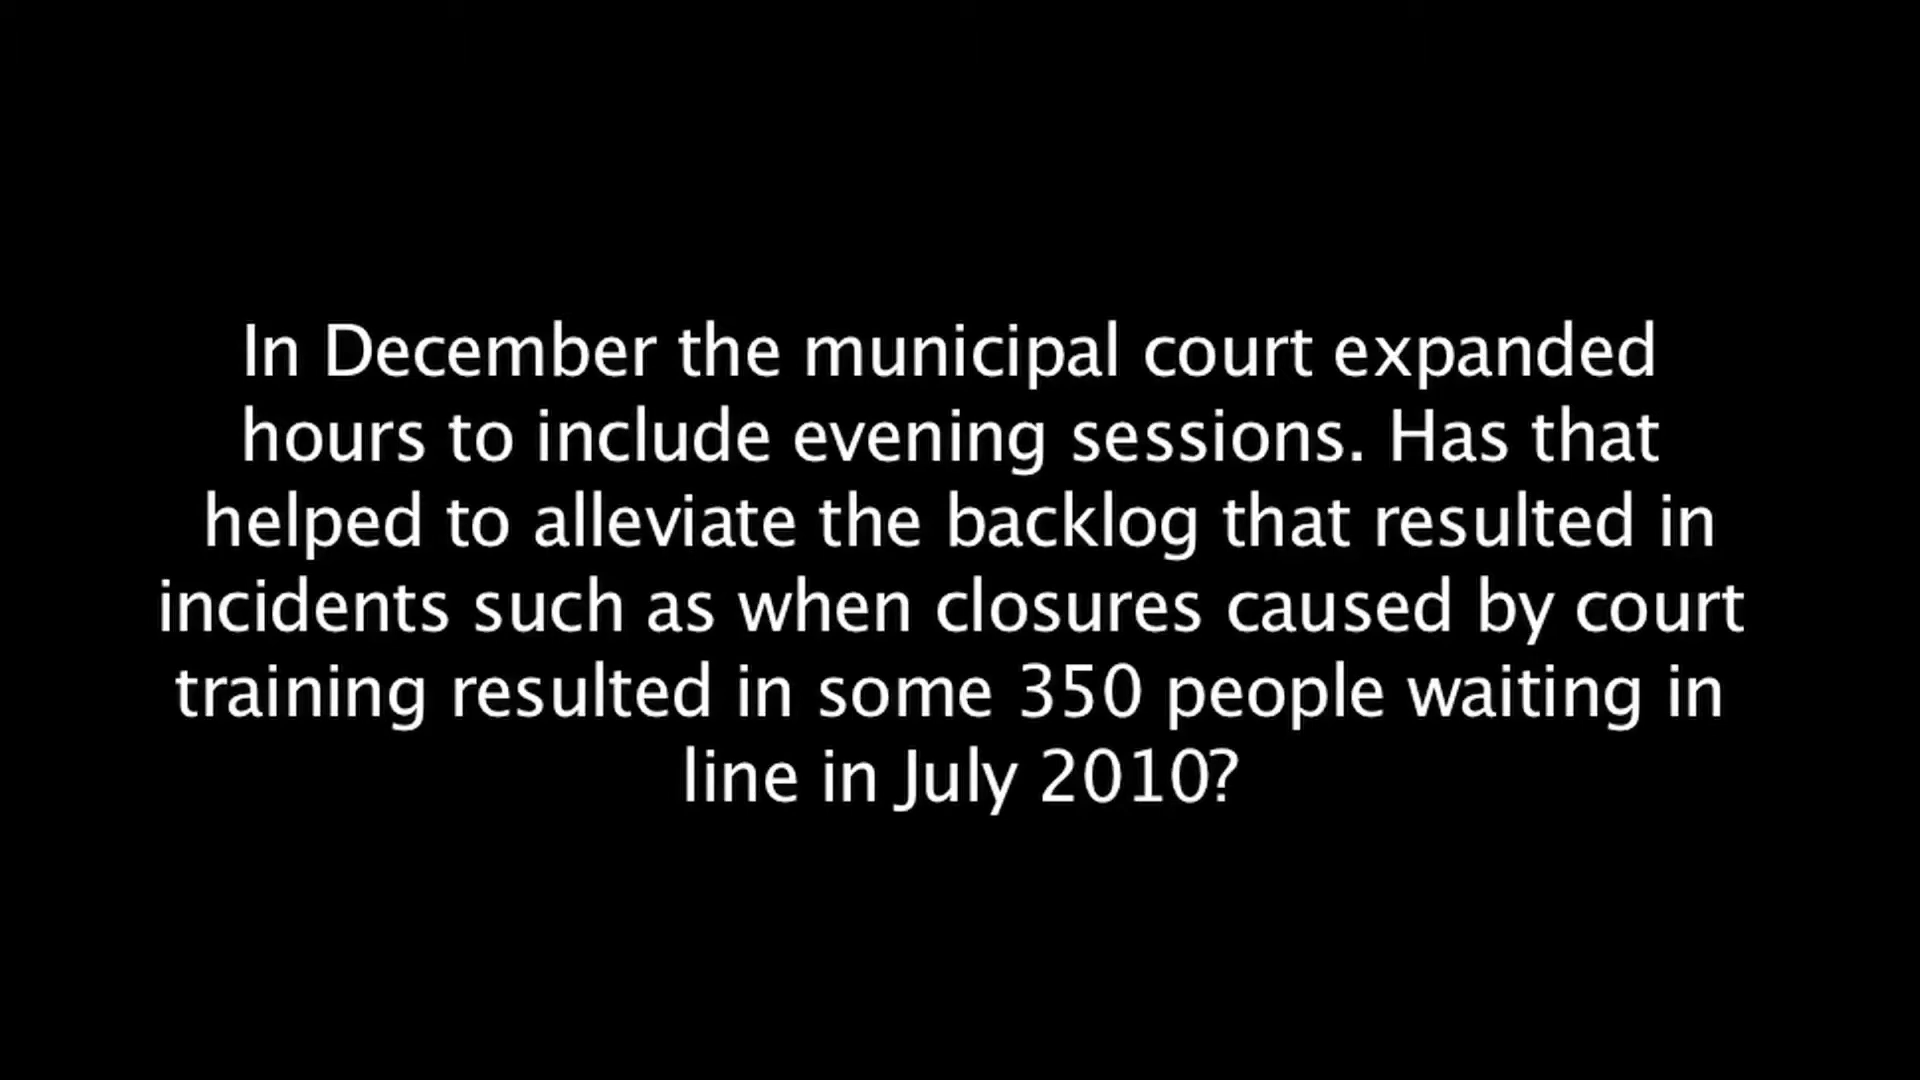 In December the municipal court expanded
hours to include evening sessions. Has that
helped to alleviate the backlog that resulted in
incidents such as when closures caused by court
training resulted in some 350 people waiting in
line in July 2010?